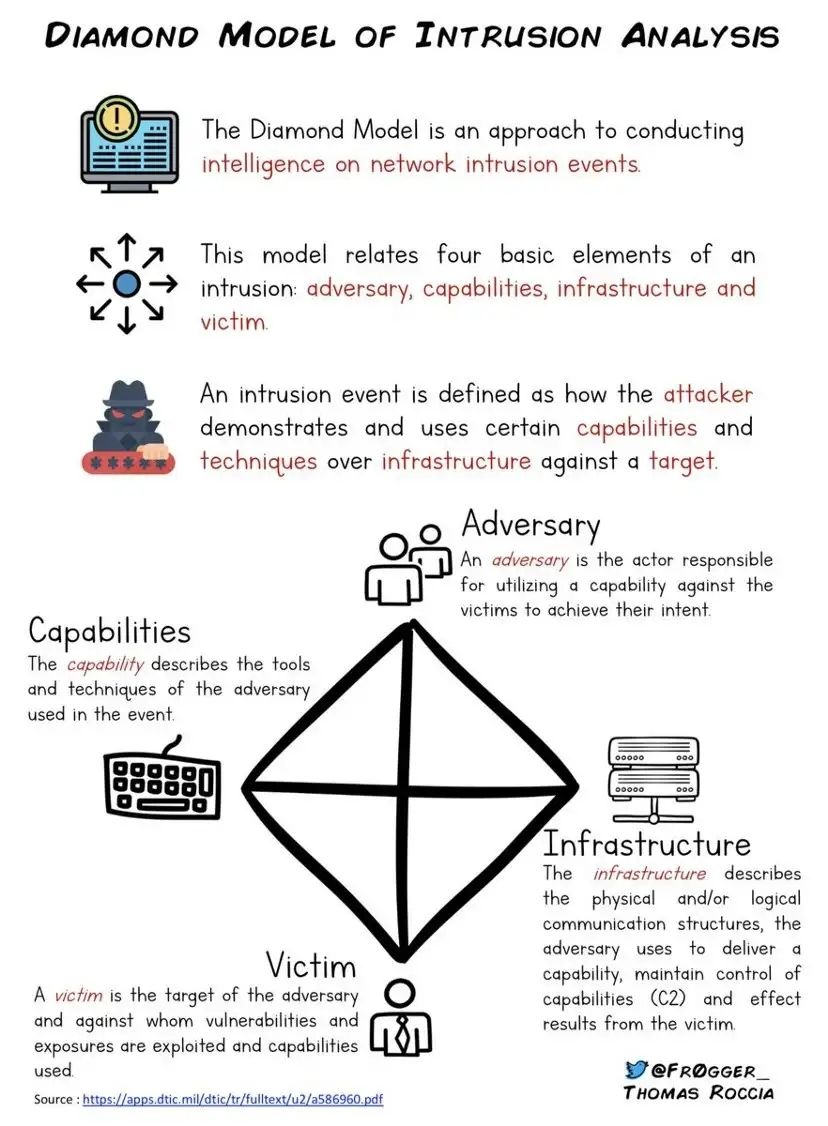 Diamond Model of Intrusion Analysis
The Diamond Model is an approach to conducting
intelligence on network intrusion events.
This model relates four basic elements of an
intrusion: adversary, capabilities, infrastructure and
victim.
An intrusion event is defined as how the attacker
demonstrates and uses certain capabilities and
techniques over infrastructure against a target.
Adversary
An adversary is the actor responsible
for utilizing a capability against the
victims to achieve their intent.
Capabilities
The capability describes the tools
and techniques of the adversary
used in the event.
Infrastructure
The infrastructure describes
the physical and/or logical
communication structures, the
adversary uses to deliver a
capability, maintain control of
capabilities (C2) and effect
results from the victim.
Victim
A victim is the target of the adversary
and against whom vulnerabilities and
exposures are exploited and capabilities
used.
Source : https://apps.dtic.mil/dtic/tr/fulltext/u2/a586960.pdf
@Fr0gger_
Thomas Roccia